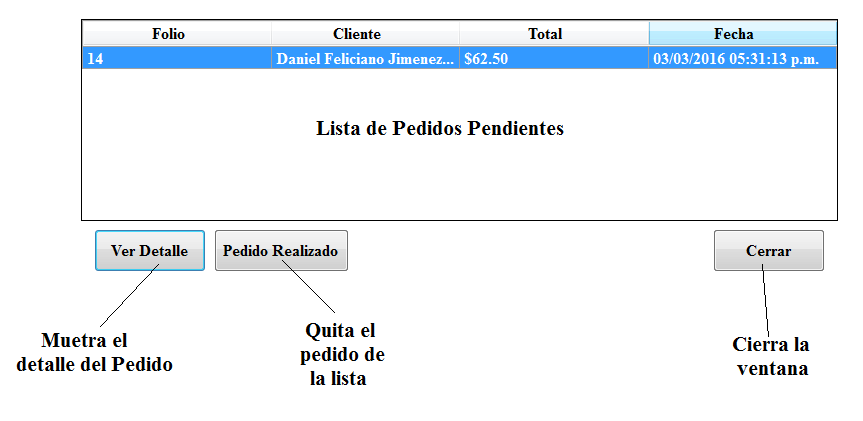 Folio Cliente Total Fecha
14 Daniel Feliciano Jimenez... $62.50 03/03/2016 05:31:13 p.m.
Lista de Pedidos Pendientes
Ver Detalle Pedido Realizado Cerrar
Muetra el
detalle del Pedido
Quita el
pedido de
la lista
Cierra la
ventana